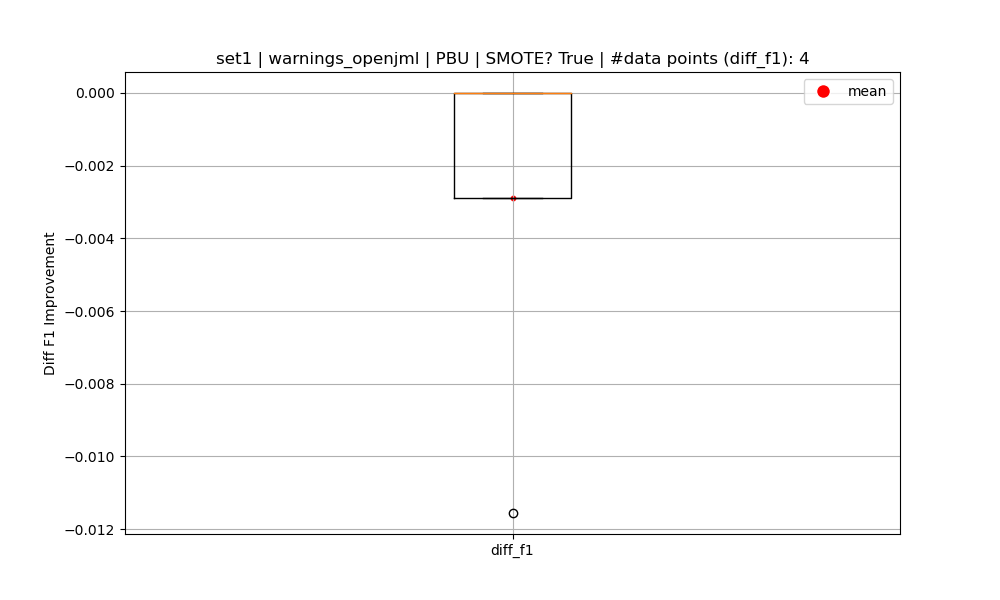 set1 | warnings_openjml | PBU | SMOTE? True | #data points (diff_f1): 4
mean
Diff F1 Improvement
0.000
−0.002
−0.004
−0.006
−0.008
−0.010
−0.012
diff_f1